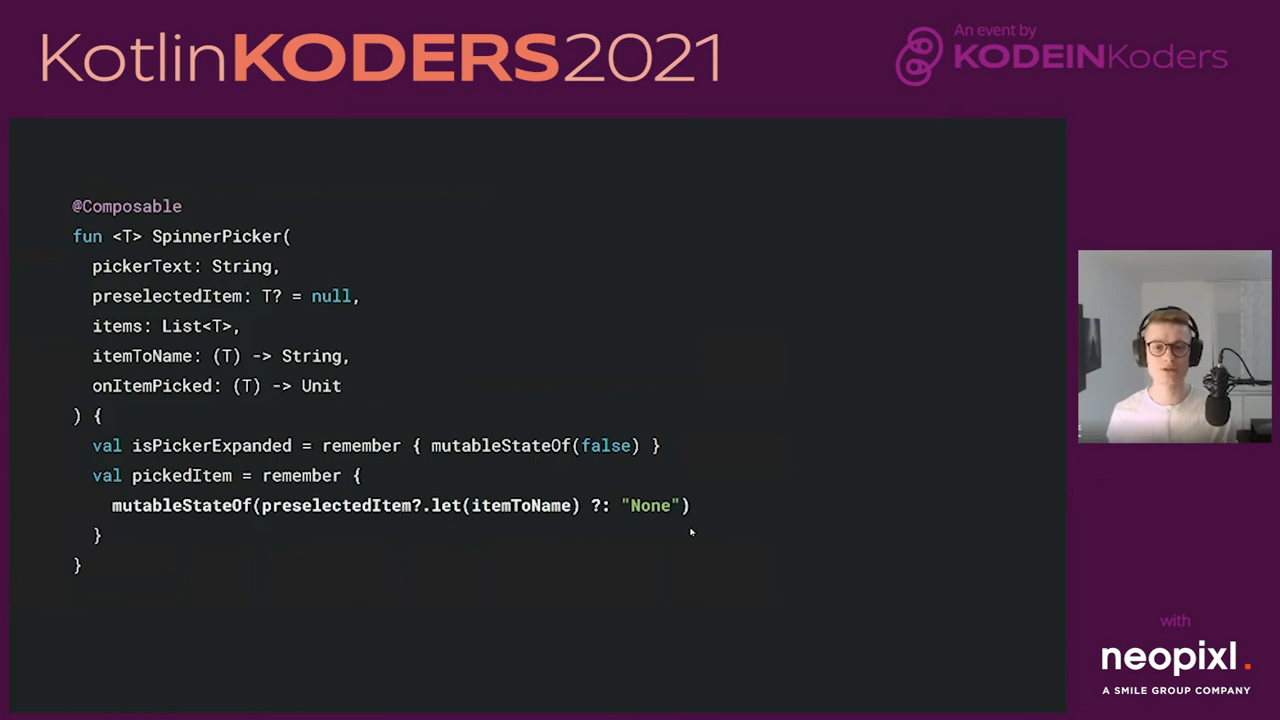 KotlinKODERS2021
An event by
KODEINKoders
@Composable
fun <T> SpinnerPicker(
  pickerText: String,
  preselectedItem: T? = null,
  items: List<T>,
  itemToName: (T) -> String,
  onItemPicked: (T) -> Unit
) {
  val isPickerExpanded = remember { mutableStateOf(false) }
  val pickedItem = remember {
    mutableStateOf(preselectedItem?.let(itemToName) ?: "None")
  }
}
with
neopixl.
A SMILE GROUP COMPANY